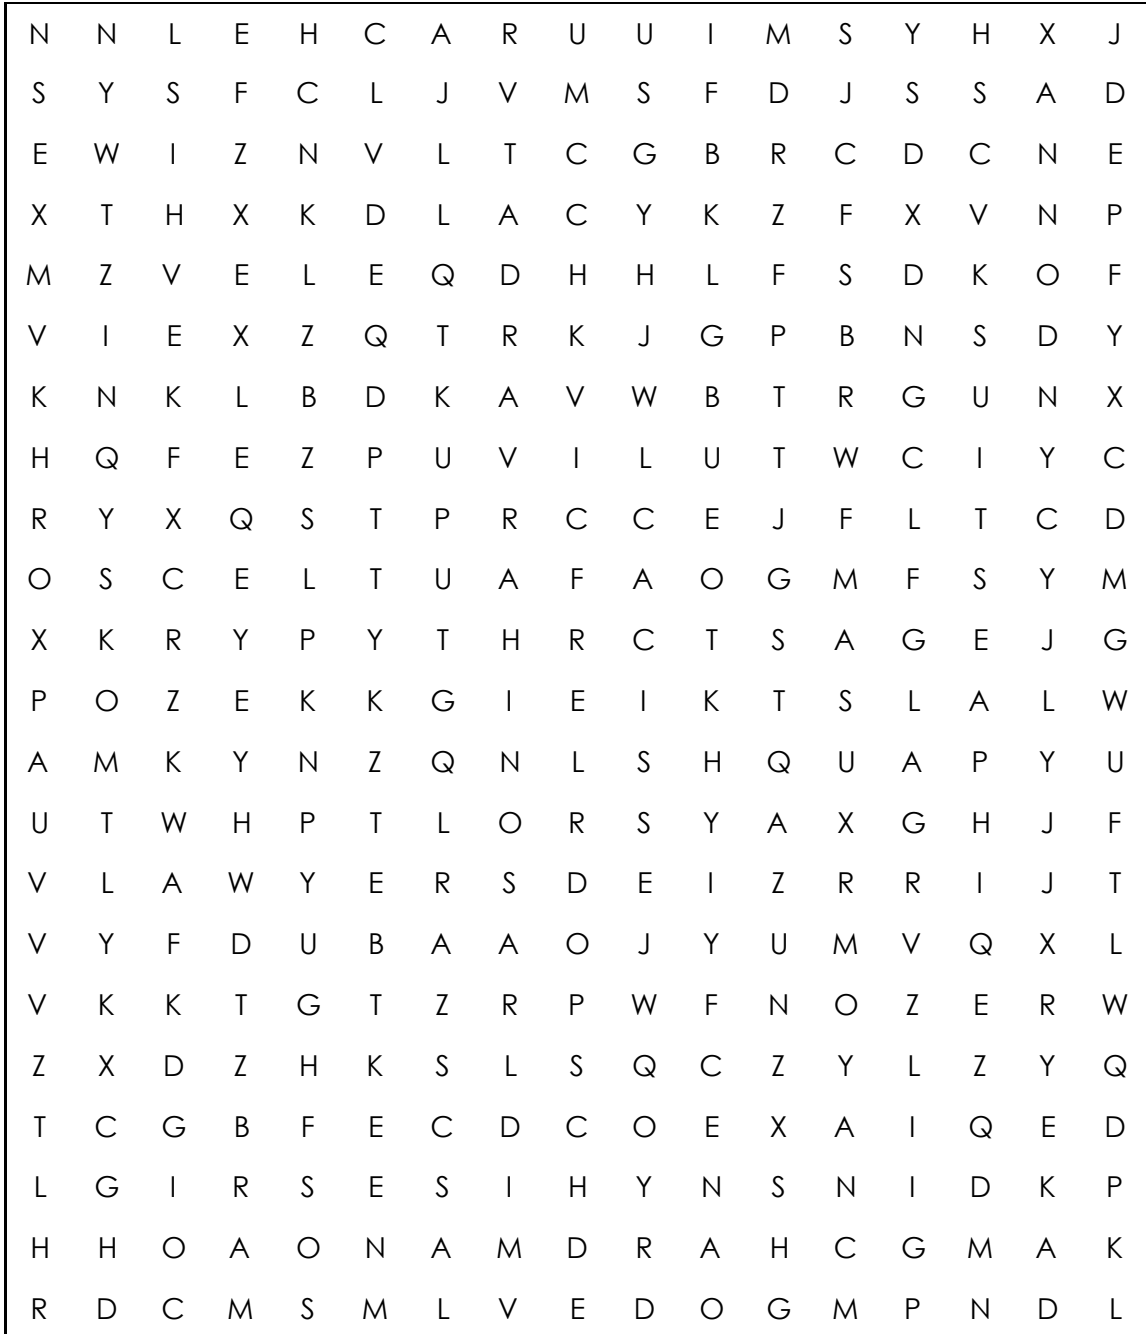 N N L E H C A R U U I M S Y H X J
S Y S F C L J V M S F D J S S A D
E W I Z N V L T C G B R C D C N E
X T H X K D L A C Y K Z F X V N P
M Z V E L E Q D H H L F S D K O F
V I E X Z Q T R K J G P B N S D Y
K N K L B D K A V W B T R G U N X
H Q F E Z P U V I L U T W C I Y C
R Y X Q S T P R C C E J F L T C D
O S C E L T U A F A O G M F S Y M
X K R Y P Y T H R C T S A G E J G
P O Z E K K G I E I K T S L A L W
A M K Y N Z Q N L S H Q U A P Y U
U T W H P T L O R S Y A X G H J F
V L A W Y E R S D E I Z R R I J T
V Y F D U B A A O J Y U M V Q X L
V K K T G T Z R P W F N O Z E R W
Z X D Z H K S L S Q C Z Y L Z Y Q
T C G B F E C D C O E X A I Q E D
L G I R S E S I H Y N S N I D K P
H H O A O N A M D R A H C G M A K
R D C M S M L V E D O G M P N D L